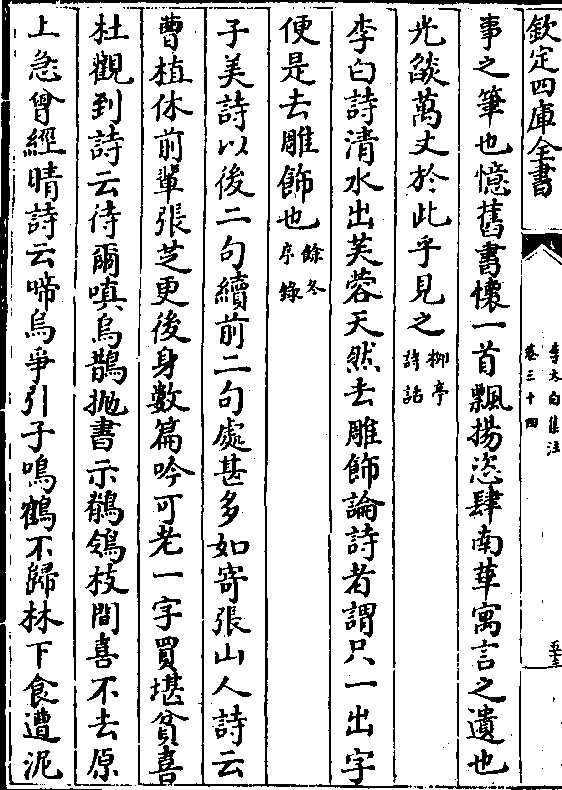 欽定四庫全書
李太白集注
卷三十四
事之筆也憶舊書懷一首飄揚恣肆南華寓言之遺也
光燄萬丈於此乎見之柳亭詩話
李白詩清水出芙蓉天然去雕飾論詩者謂只一出字
便是去雕飾也餘冬序錄
子美詩以後二句續前二句處甚多如寄張山人詩云
曹植休前輩張芝更後身數篇吟可老一字買堪貧喜
杜觀到詩云待爾嗔烏鵲抛書示鶺鴒枝間喜不去原
上急曾經晴詩云啼烏爭引子鳴鶴不歸林下食遭泥